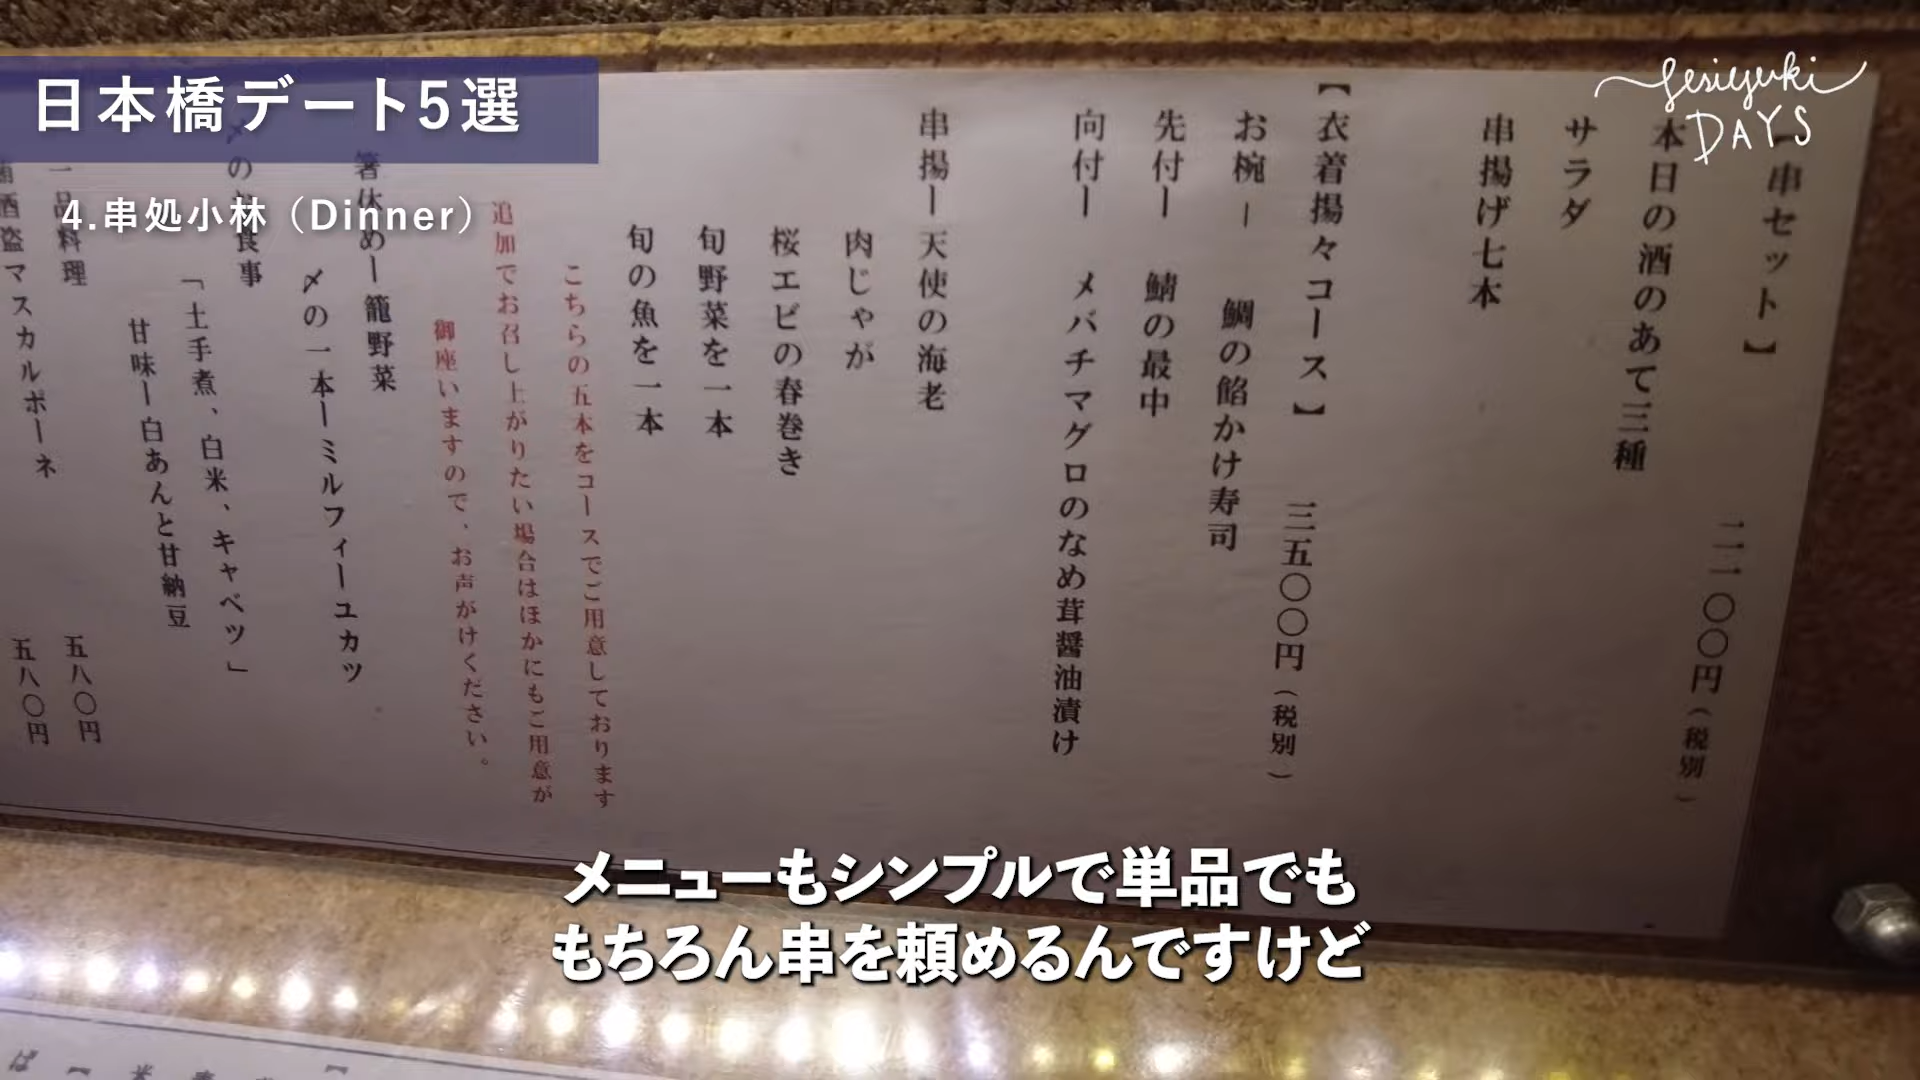 日本橋デート5選
4.串処小林（Dinner）
Sesiyuki
DAYS
串セット】
二一〇〇円（税別）
本日の酒のあて三種
サラダ
串揚げ七本
【衣着揚々コース】
三五〇〇円（税別）
お椀ー 鯛の餡かけ寿司
先付ー 鯖の最中
向付ー メバチマグロのなめ茸醤油漬け
串揚ー天使の海老
肉じゃが
桜エビの春巻き
旬野菜を一本
旬の魚を一本
こちらの五本をコースでご用意しております
追加でお召し上がりたい場合はほかにもご用意が
御座いますので、お声がけください。
箸休めー籠野菜
〆の一本ーミルフィーユカツ
〆の 食事
「土手煮、白米、キャベツ」
甘味ー白あんと甘納豆
一品料理
五八〇円
酒盗マスカルポーネ
五八〇円
メニューもシンプルで単品でも
もちろん串を頼めるんですけど